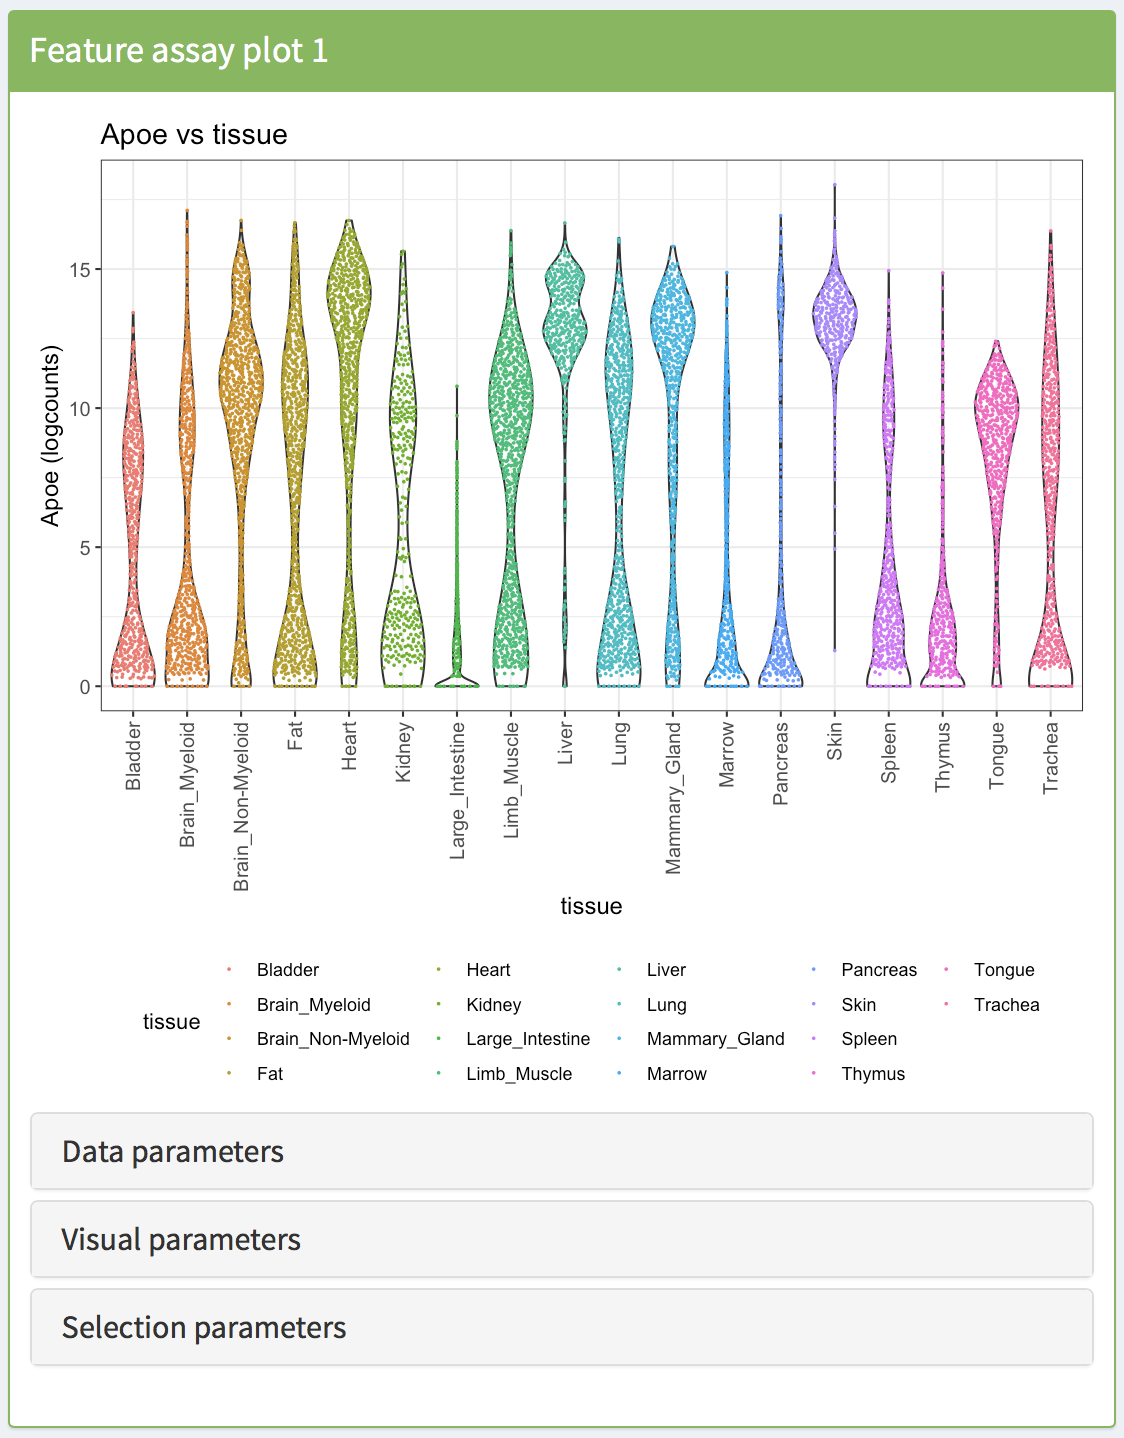 Feature assay plot 1
Apoe vs tissue
Apoe (logcounts)
15
10
5
0
Bladder
Brain_Myeloid
Brain_Non-Myeloid
Fat
Heart
Kidney
Large_Intestine
Limb_Muscle
Liver
Lung
Mammary_Gland
Marrow
Pancreas
Skin
Spleen
Thymus
Tongue
Trachea
tissue
tissue
Bladder
Brain_Myeloid
Brain_Non-Myeloid
Fat
Heart
Kidney
Large_Intestine
Limb_Muscle
Liver
Lung
Mammary_Gland
Marrow
Pancreas
Skin
Spleen
Thymus
Tongue
Trachea
Data parameters
Visual parameters
Selection parameters